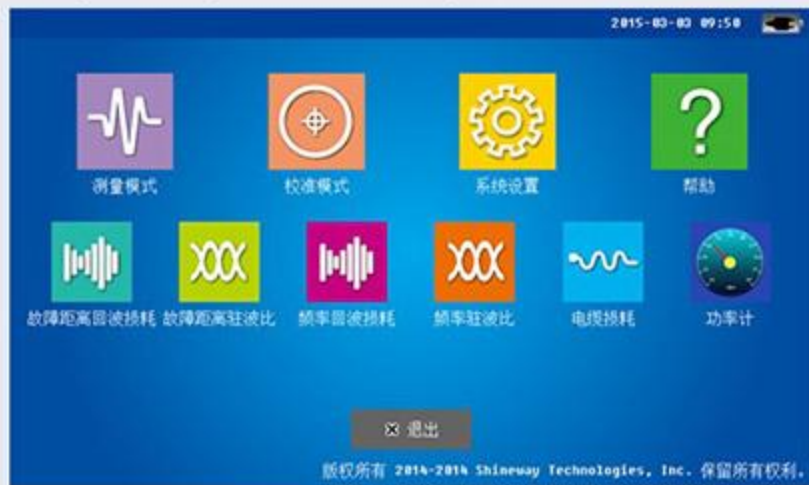 2015-03-03 09:50
测量模式 校准模式 系统设置 帮助
故障距离回波损耗 故障距离驻波比 频率回波损耗 频率驻波比 电缆损耗 功率计
退出
版权所有 2014-2014 Shineway Technologies, Inc. 保留所有权利.